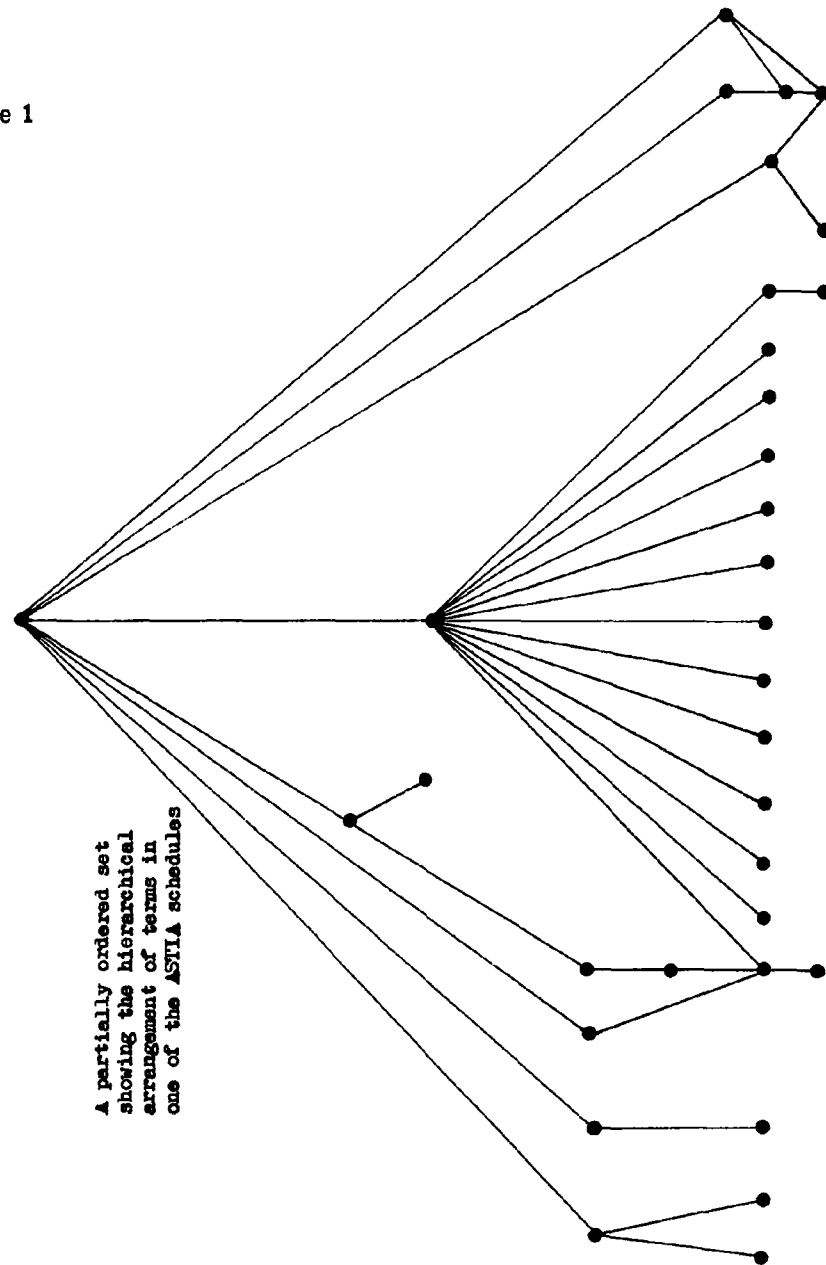 e 1
A partially ordered set
showing the hierarchical
arrangement of terms in
one of the ASTIA schedules